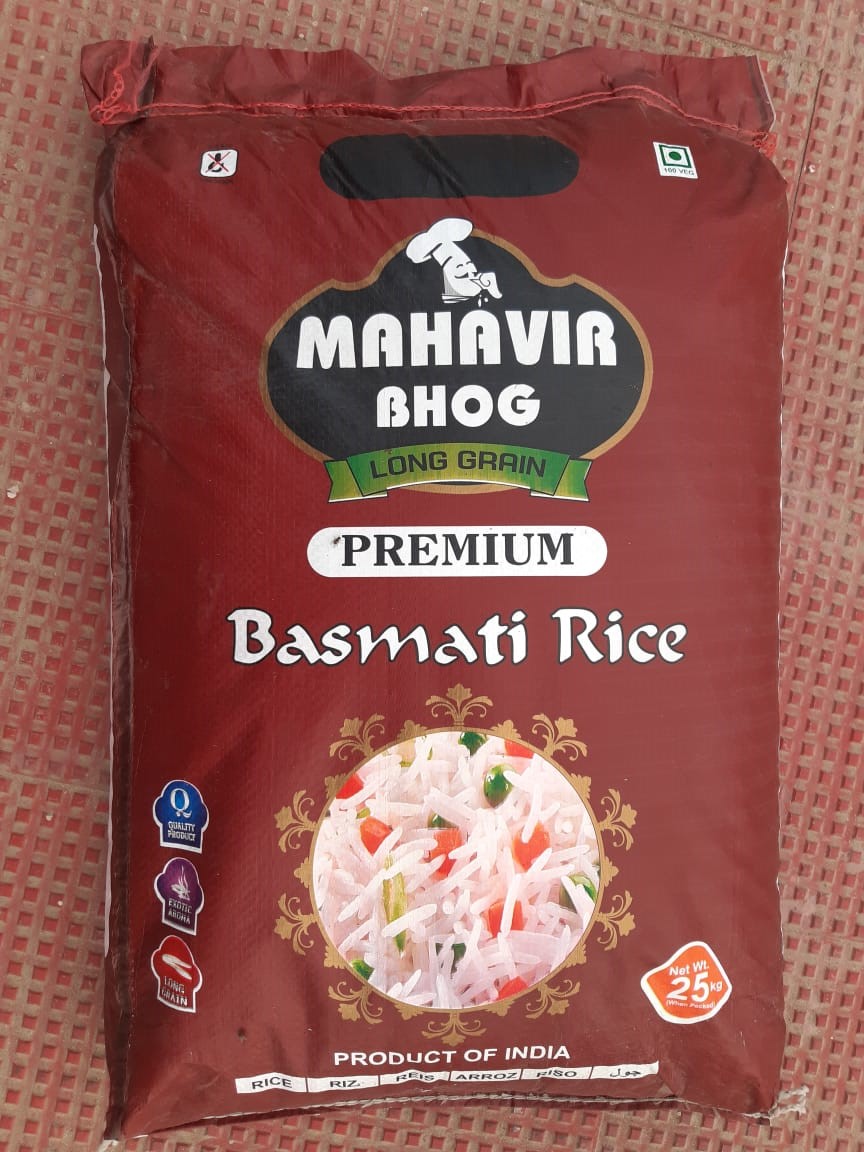 100 VEG
MAHAVIR
BHOG
LONG GRAIN
PREMIUM
Basmati Rice
QUALITY
PRODUCT
EXOTIC
AROMA
LONG
GRAIN
Net Wt.
25kg
(When Packed)
PRODUCT OF INDIA
RICE RIZ REIS ARROZ RISO